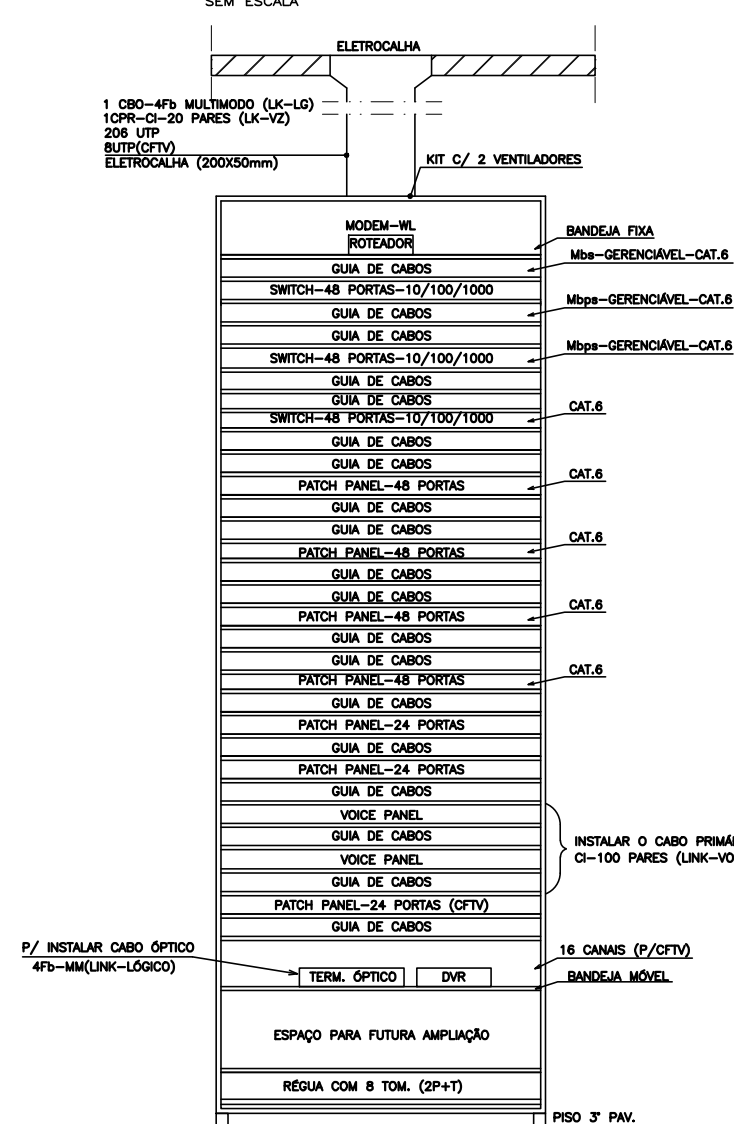 SEM ESCALA
ELETROCALHA
1 CBO-4Fb MULTIMODO (LK-LG)
1CPR-CI-20 PARES (LK-VZ)
206 UTP
8UTP(CFTV)
ELETROCALHA (200X50mm)
KIT C/ 2 VENTILADORES
MODEM-WL
ROTEADOR
BANDEJA FIXA
GUIA DE CABOS
Mbs-GERENCIÁVEL-CAT.6
SWITCH-48 PORTAS-10/100/1000
GUIA DE CABOS
Mbps-GERENCIÁVEL-CAT.6
GUIA DE CABOS
SWITCH-48 PORTAS-10/100/1000
Mbps-GERENCIÁVEL-CAT.6
GUIA DE CABOS
GUIA DE CABOS
SWITCH-48 PORTAS-10/100/1000
CAT.6
GUIA DE CABOS
GUIA DE CABOS
PATCH PANEL-48 PORTAS
CAT.6
GUIA DE CABOS
GUIA DE CABOS
PATCH PANEL-48 PORTAS
CAT.6
GUIA DE CABOS
GUIA DE CABOS
PATCH PANEL-48 PORTAS
CAT.6
GUIA DE CABOS
GUIA DE CABOS
PATCH PANEL-48 PORTAS
CAT.6
GUIA DE CABOS
PATCH PANEL-24 PORTAS
GUIA DE CABOS
PATCH PANEL-24 PORTAS
GUIA DE CABOS
VOICE PANEL
GUIA DE CABOS
VOICE PANEL
GUIA DE CABOS
INSTALAR O CABO
CI-100 PARES
PATCH PANEL-24 PORTAS (CFTV)
GUIA DE CABOS
P/ INSTALAR CABO ÓPTICO
4Fb-MM(LINK-LÓGICO)
TERM. ÓPTICO
DVR
16 CANAIS (P/CFTV)
BANDEJA MÓVEL
ESPAÇO PARA FUTURA AMPLIAÇÃO
RÉGUA COM 8 TOM. (2P+T)
PISO 3° PAV.